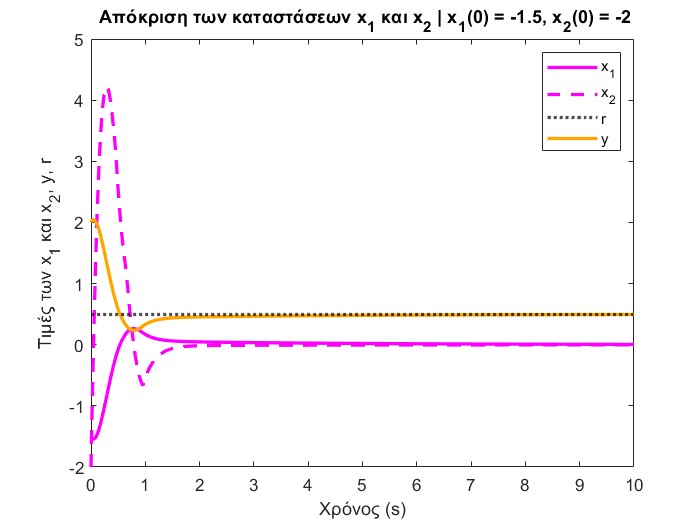 Απόκριση των καταστάσεων x1 και x2 | x1(0) = -1.5, x2(0) = -2
5
4
3
2
1
0
-1
-2
Τιμές των x1 και x2, y, r
x1
x2
r
y
0 1 2 3 4 5 6 7 8 9 10
Χρόνος (s)